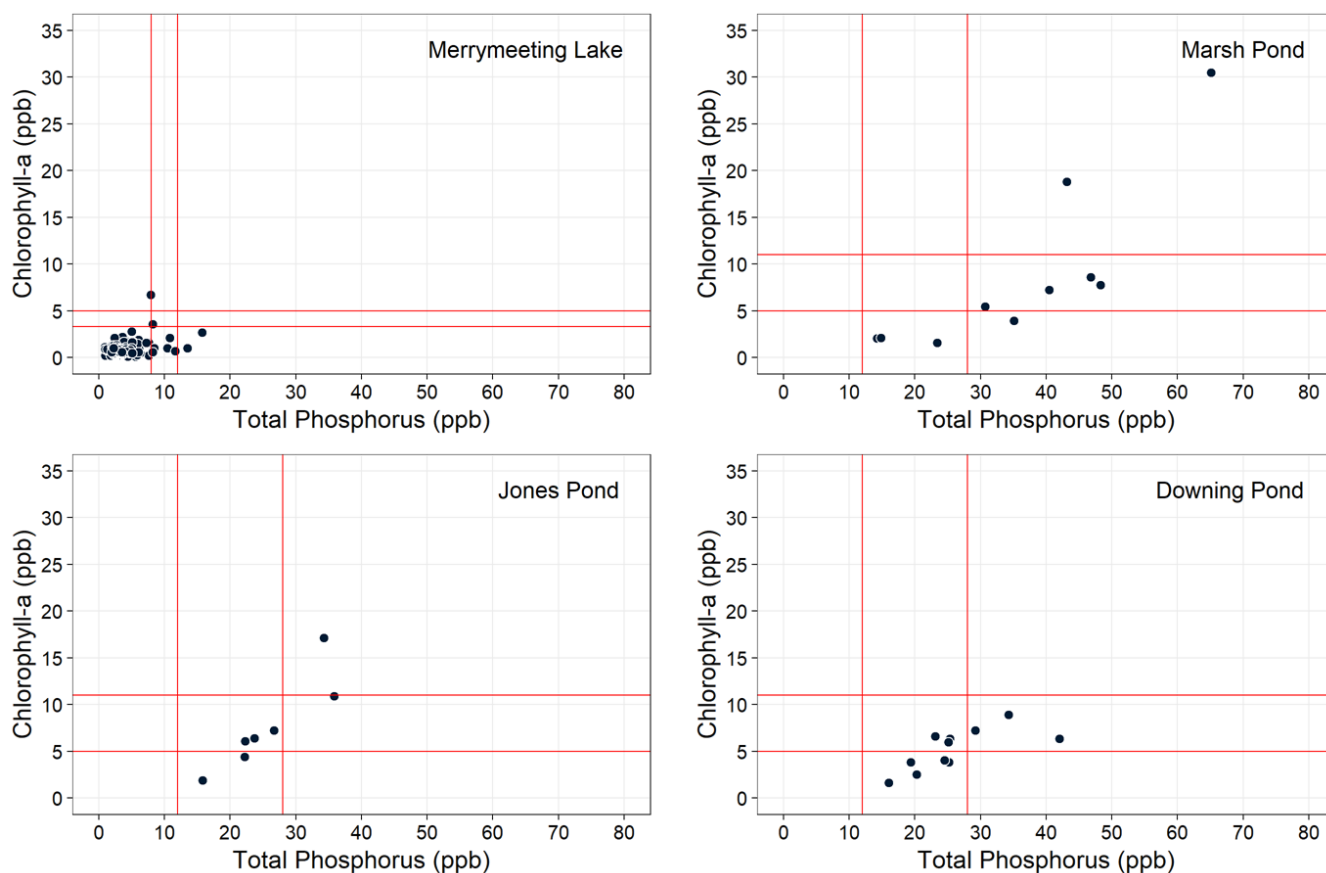 35
30
25
20
15
10
5
0
Chlorophyll-a (ppb)
Merrymeeting Lake
0 10 20 30 40 50 60 70 80
Total Phosphorus (ppb)
35
30
25
20
15
10
5
0
Chlorophyll-a (ppb)
Marsh Pond
0 10 20 30 40 50 60 70 80
Total Phosphorus (ppb)
35
30
25
20
15
10
5
0
Chlorophyll-a (ppb)
Jones Pond
0 10 20 30 40 50 60 70 80
Total Phosphorus (ppb)
35
30
25
20
15
10
5
0
Chlorophyll-a (ppb)
Downing Pond
0 10 20 30 40 50 60 70 80
Total Phosphorus (ppb)